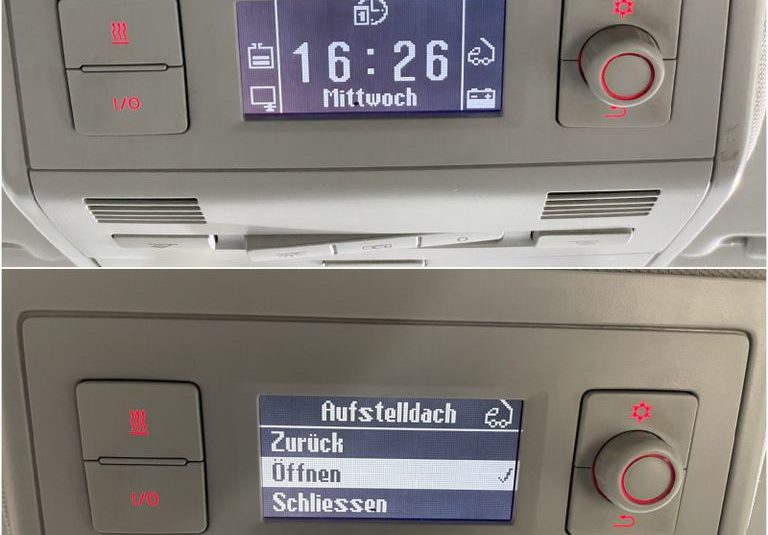 I/O
16:26
Mittwoch
Aufstelldach
Zurück
Öffnen
Schliessen
I/O